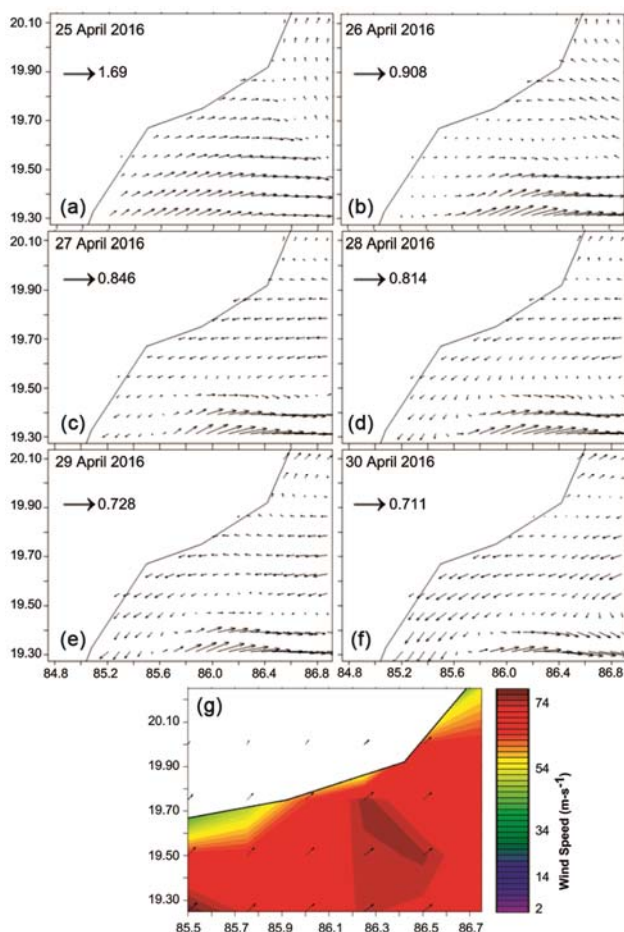 20.10
19.90
19.70
19.50
19.30
25 April 2016
1.69
(a)
26 April 2016
0.908
(b)
20.10
19.90
19.70
19.50
19.30
27 April 2016
0.846
(c)
28 April 2016
0.814
(d)
20.10
19.90
19.70
19.50
19.30
29 April 2016
0.728
(e)
30 April 2016
0.711
(f)
84.8 85.2 85.6 86.0 86.4 86.8
84.8 85.2 85.6 86.0 86.4 86.8
(g)
20.10
19.90
19.70
19.50
19.30
85.5 85.7 85.9 86.1 86.3 86.5 86.7
74
54
34
14
2
Wind Speed (m-s⁻¹)